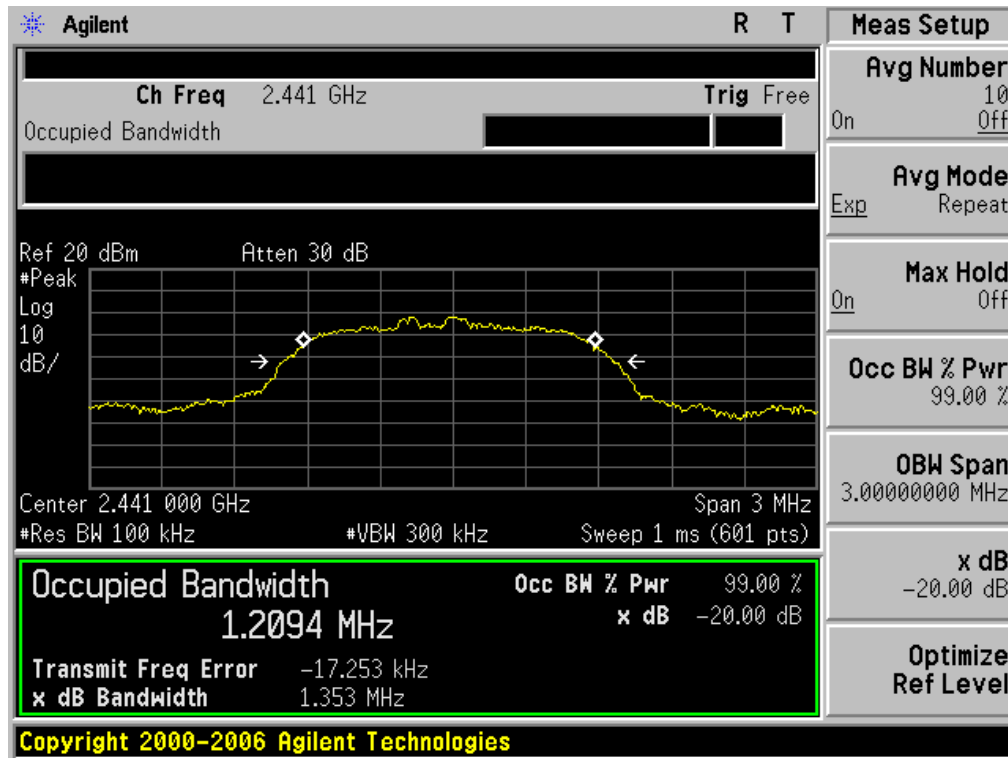 Agilent R T
Ch Freq 2.441 GHz Trig Free
Occupied Bandwidth
Ref 20 dBm Atten 30 dB
#Peak
Log
10
dB/
Center 2.441 000 GHz Span 3 MHz
#Res BW 100 kHz #VBW 300 kHz Sweep 1 ms (601 pts)
Occupied Bandwidth Occ BW % Pwr 99.00 %
1.2094 MHz x dB -20.00 dB
Transmit Freq Error -17.253 kHz
x dB Bandwidth 1.353 MHz
Copyright 2000-2006 Agilent Technologies
Meas Setup
Avg Number
10
On Off
Avg Mode
Exp Repeat
Max Hold
On Off
Occ BW % Pwr
99.00 %
OBW Span
3.00000000 MHz
x dB
-20.00 dB
Optimize
Ref Level